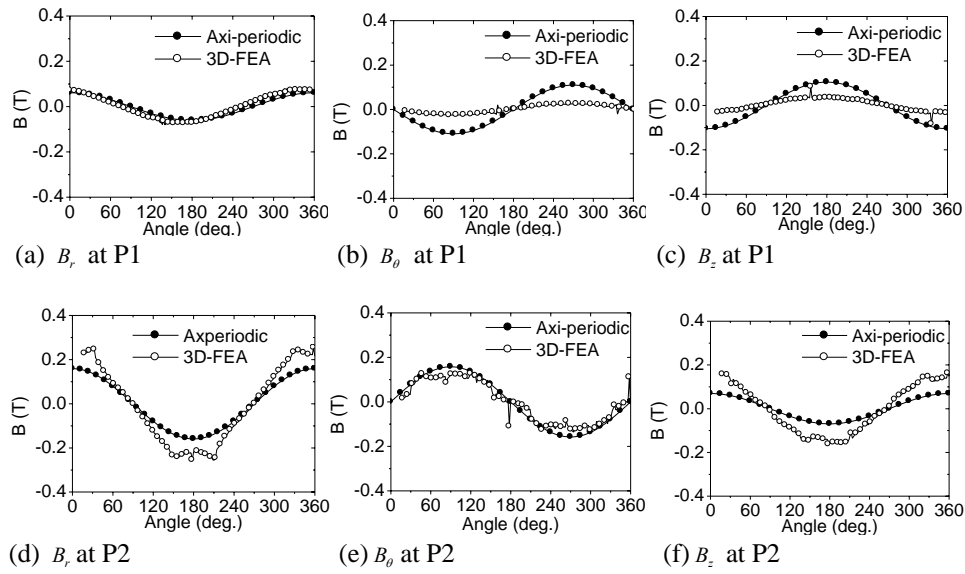 0.4
0.2
0.0
-0.2
-0.4
B (T)
Axi-periodic
3D-FEA
0 60 120 180 240 300 360
Angle (deg.)
(a) B_r at P1
0.4
0.2
0.0
-0.2
-0.4
B (T)
Axi-periodic
3D-FEA
0 60 120 180 240 300 360
Angle (deg.)
(b) B_θ at P1
0.4
0.2
0.0
-0.2
-0.4
B (T)
Axi-periodic
3D-FEA
0 60 120 180 240 300 360
Angle (deg.)
(c) B_z at P1
0.4
0.2
0.0
-0.2
-0.4
B (T)
Axperiodic
3D-FEA
0 60 120 180 240 300 360
Angle (deg.)
(d) B_r at P2
0.4
0.2
0.0
-0.2
-0.4
B (T)
Axi-periodic
3D-FEA
0 60 120 180 240 300 360
Angle (deg.)
(e) B_θ at P2
0.4
0.2
0.0
-0.2
-0.4
B (T)
Axi-periodic
3D-FEA
0 60 120 180 240 300 360
Angle (deg.)
(f) B_z at P2